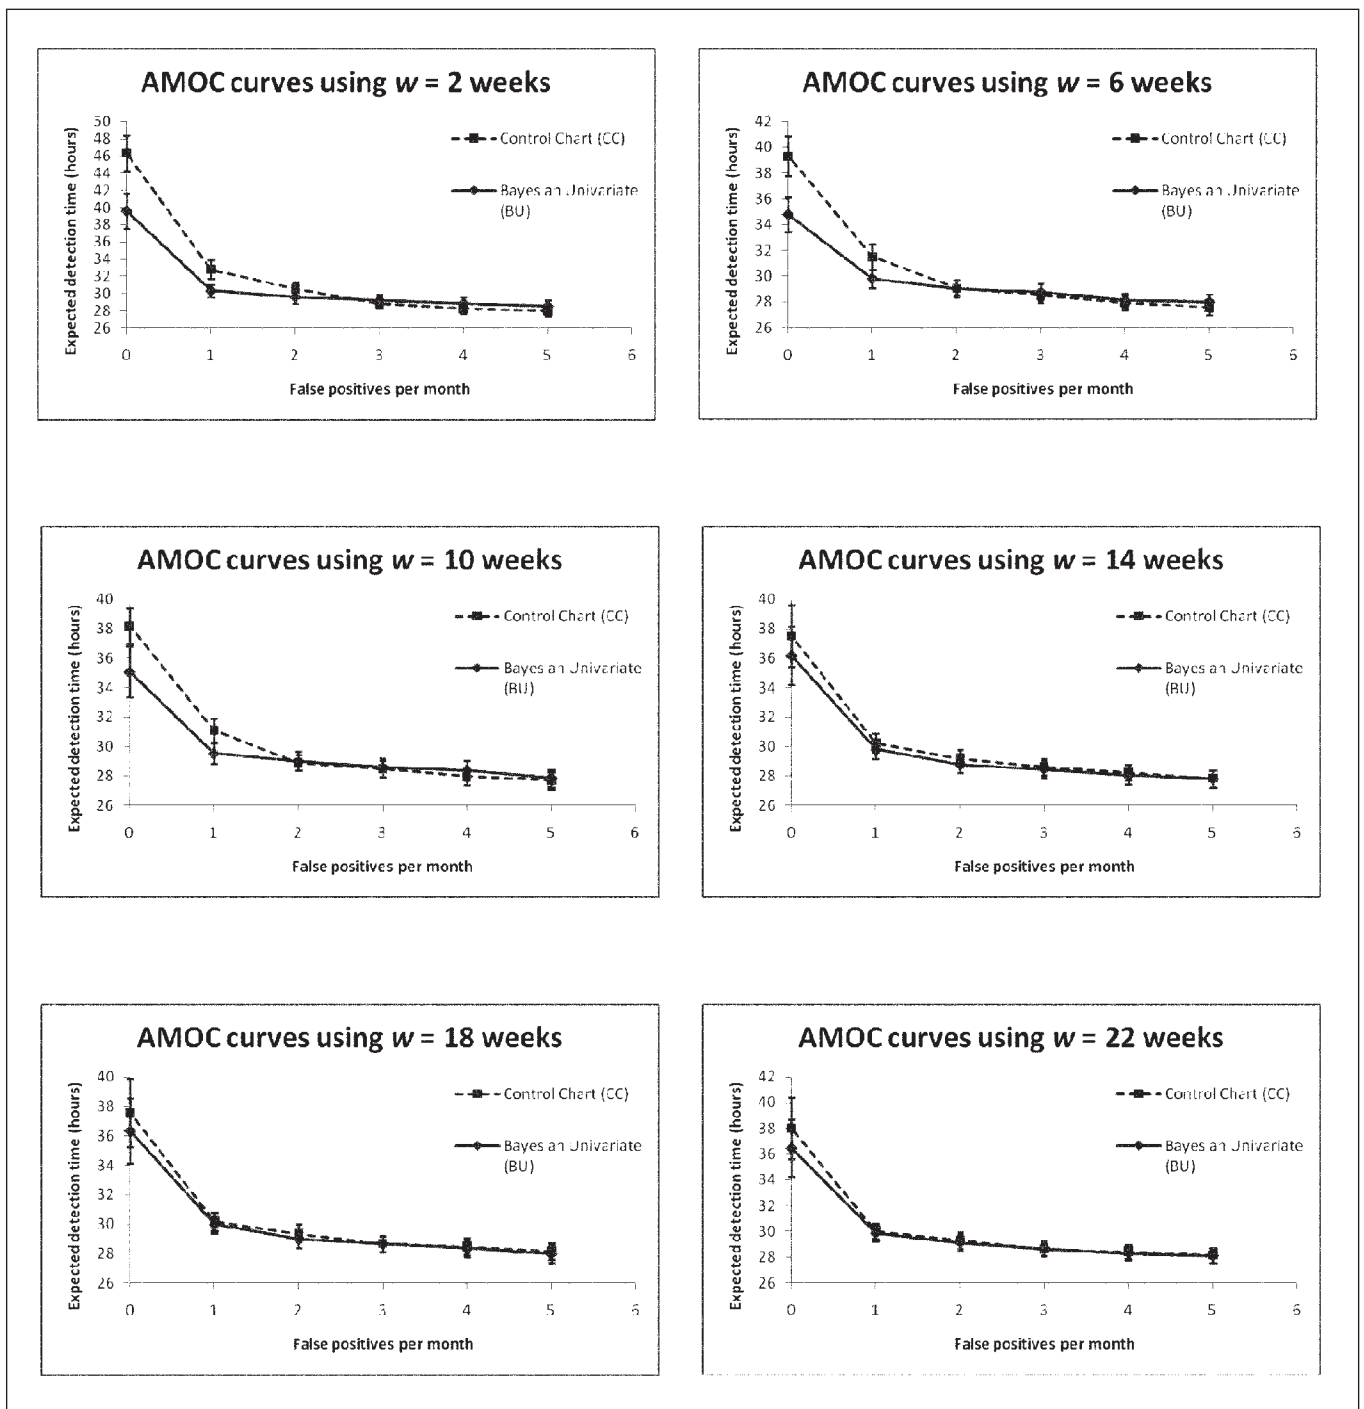 AMOC curves using w = 2 weeks
Expected detection time (hours)
50
48
46
44
42
40
38
36
34
32
30
28
26
Control Chart (CC)
Bayes an Univariate
(BU)
0 1 2 3 4 5 6
False positives per month
AMOC curves using w = 6 weeks
Expected detection time (hours)
42
40
38
36
34
32
30
28
26
Control Chart (CC)
Bayes an Univariate
(BU)
0 1 2 3 4 5 6
False positives per month
AMOC curves using w = 10 weeks
Expected detection time (hours)
40
38
36
34
32
30
28
26
Control Chart (CC)
Bayes an Univariate
(BU)
0 1 2 3 4 5 6
False positives per month
AMOC curves using w = 14 weeks
Expected detection time (hours)
40
38
36
34
32
30
28
26
Control Chart (CC)
Bayes an Univariate
(BU)
0 1 2 3 4 5 6
False positives per month
AMOC curves using w = 18 weeks
Expected detection time (hours)
40
38
36
34
32
30
28
26
Control Chart (CC)
Bayes an Univariate
(BU)
0 1 2 3 4 5 6
False positives per month
AMOC curves using w = 22 weeks
Expected detection time (hours)
42
40
38
36
34
32
30
28
26
Control Chart (CC)
Bayes an Univariate
(BU)
0 1 2 3 4 5 6
False positives per month